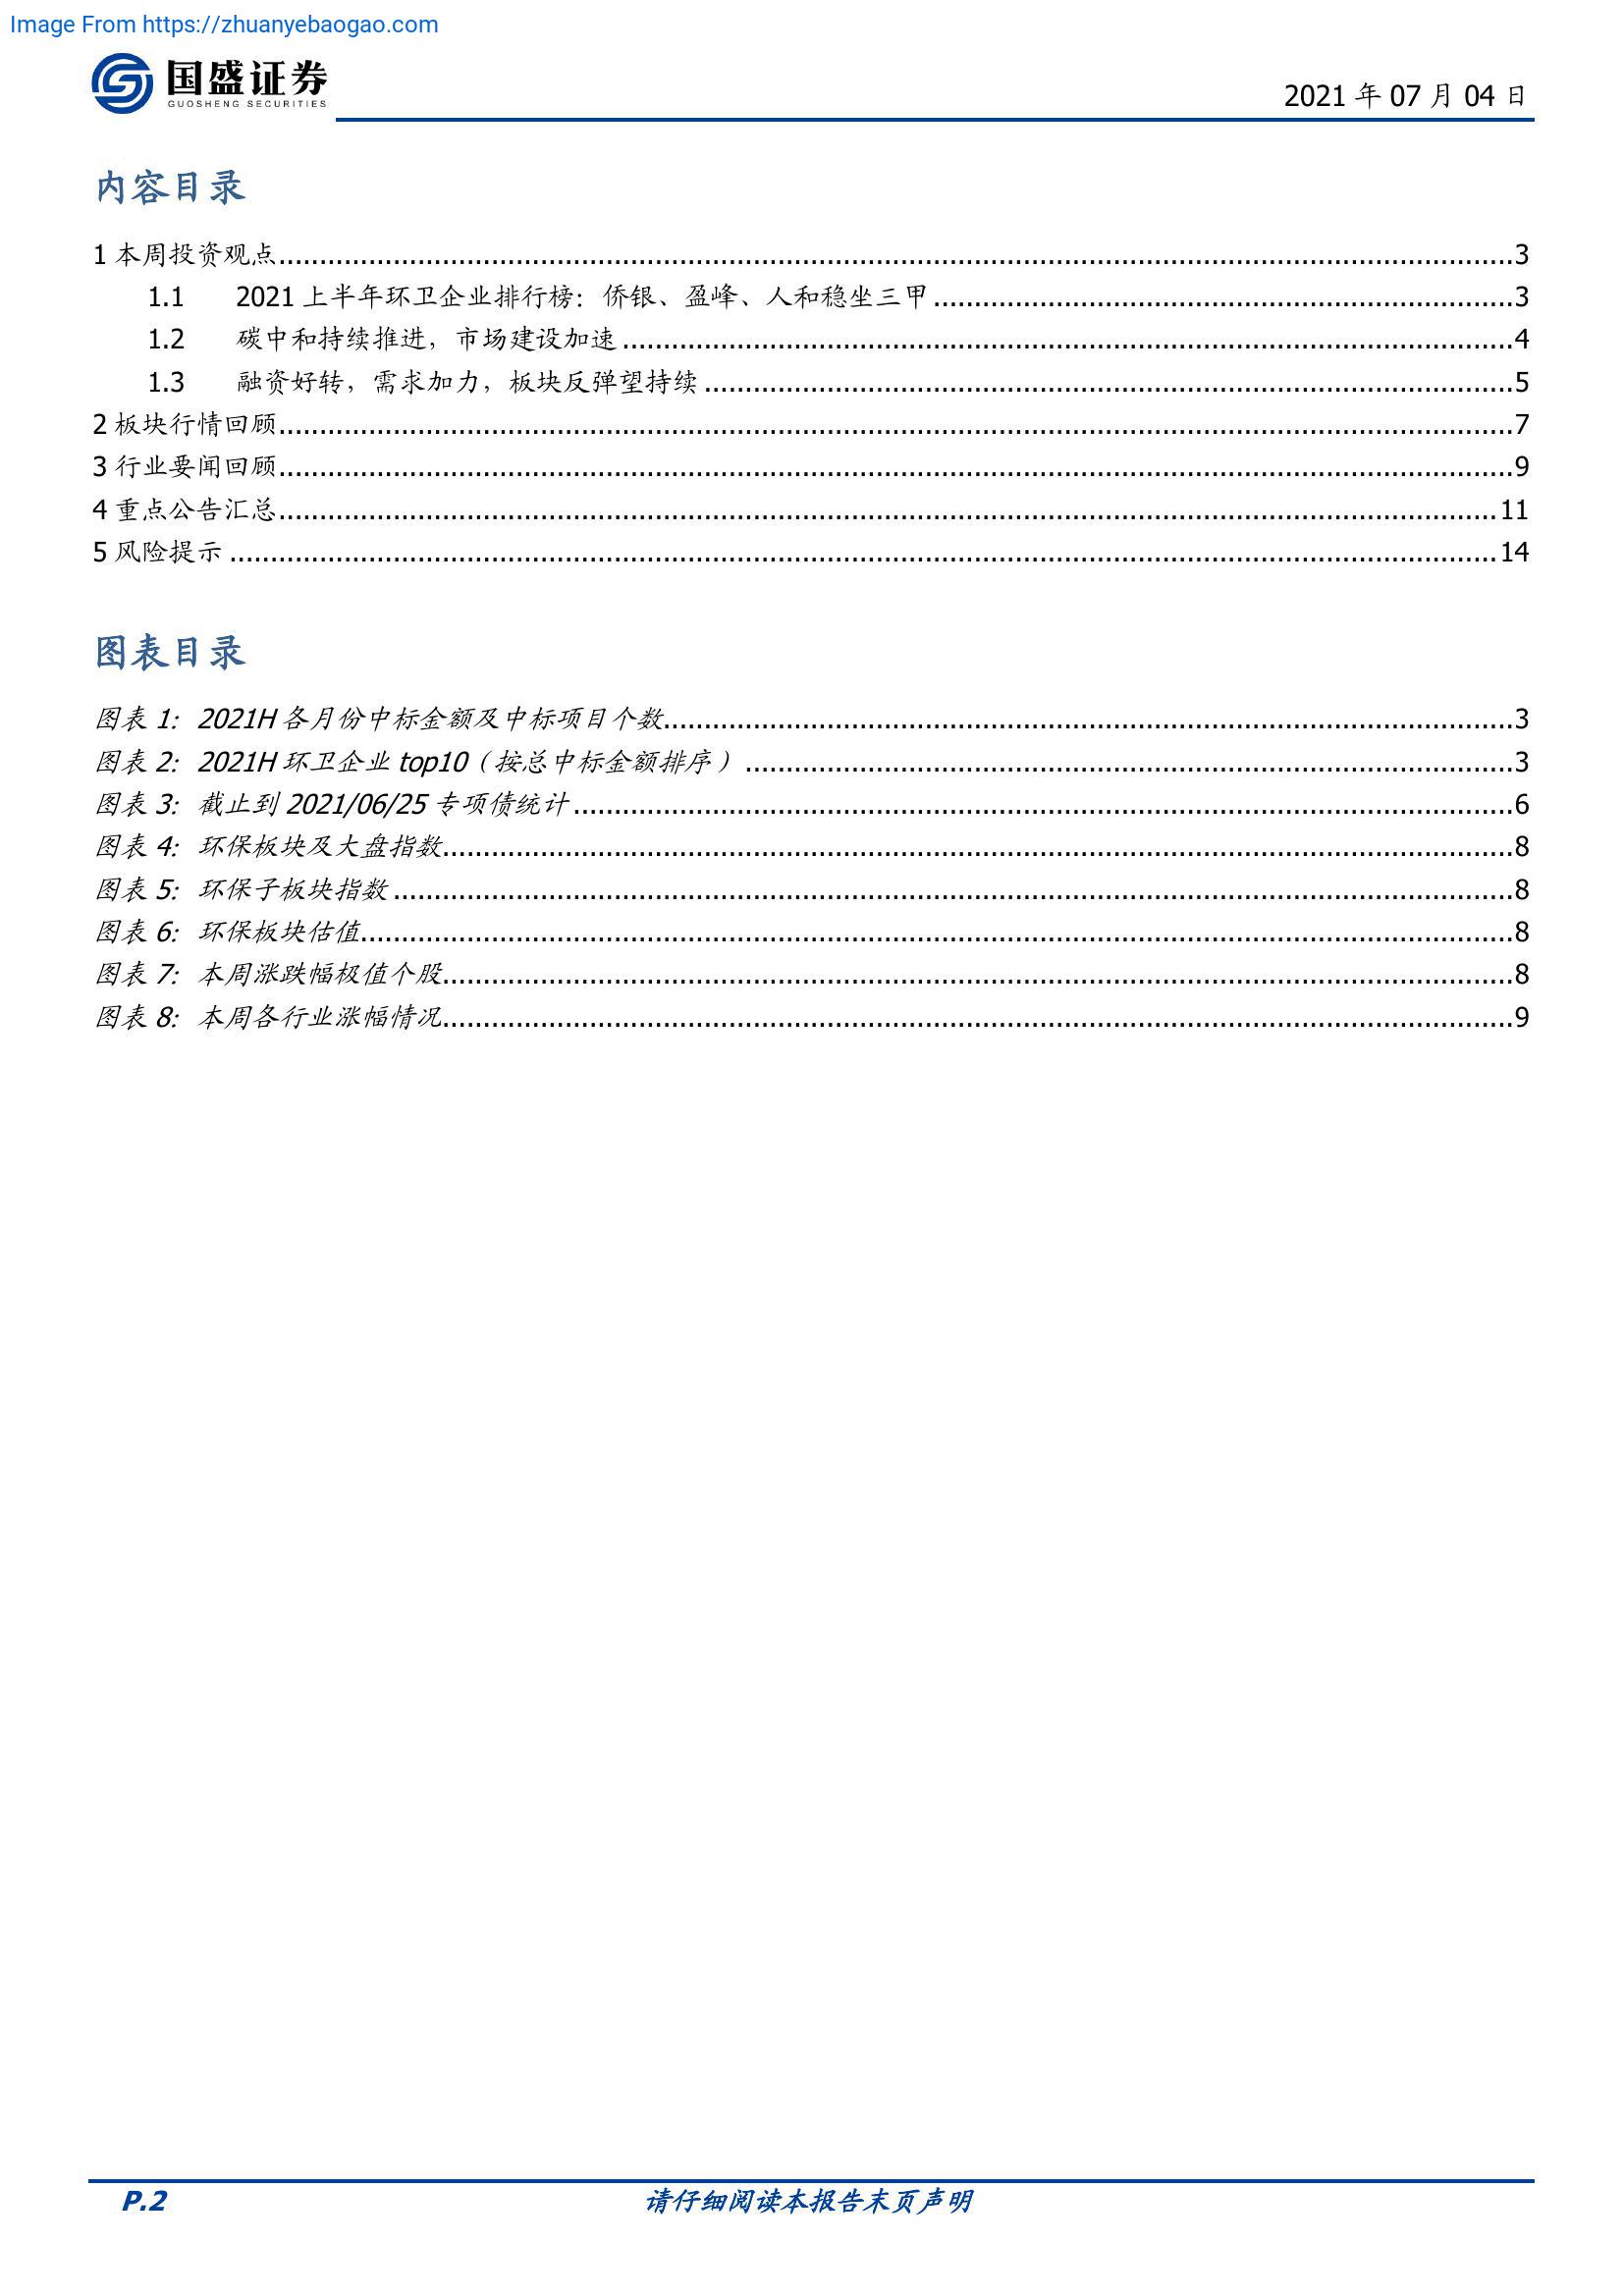 Image From https://zhuanyebaogao.com
国盛证券
GUOSHENG SECURITIES
2021 年 07 月 04 日
内容目录
1 本周投资观点...............................................................................3
1.1 2021 上半年环卫企业排行榜：侨银、盈峰、人和稳坐三甲...............................................................................3
1.2 碳中和持续推进，市场建设加速...............................................................................4
1.3 融资好转，需求加力，板块反弹望持续...............................................................................5
2 板块行情回顾...............................................................................7
3 行业要闻回顾...............................................................................9
4 重点公告汇总...............................................................................11
5 风险提示...............................................................................14
图表目录
图表 1: 2021H 各月份中标金额及中标项目个数...............................................................................3
图表 2: 2021H 环卫企业 top10（按总中标金额排序）...............................................................................3
图表 3: 截止到 2021/06/25 专项债统计...............................................................................6
图表 4: 环保板块及大盘指数...............................................................................8
图表 5: 环保子板块指数...............................................................................8
图表 6: 环保板块估值...............................................................................8
图表 7: 本周涨跌幅极值个股...............................................................................8
图表 8: 本周各行业涨幅情况...............................................................................9
P.2 请仔细阅读本报告末页声明